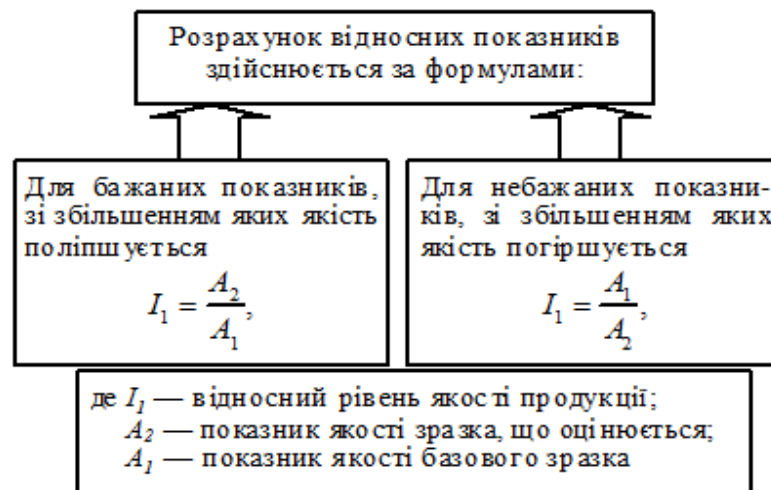 Розрахунок відносних показників
здійснюється за формулами:
Для бажаних показників,
зі збільшенням яких якість
поліпшується
I₁ = A₂/A₁,
Для небажаних показни-
ків, зі збільшенням яких
якість погіршується
I₁ = A₁/A₂,
де I₁ — відносний рівень якості продукції;
A₂ — показник якості зразка, що оцінюється;
A₁ — показник якості базового зразка